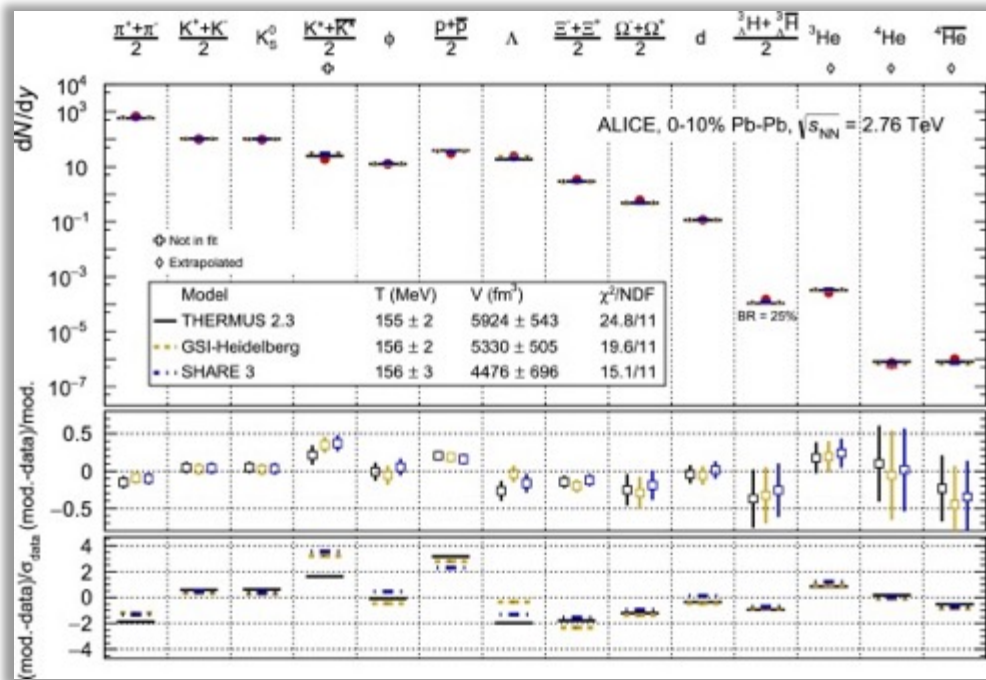 π⁺+π⁻ K⁺+K⁻ K⁰S K*+K̅* φ p+p̅ Λ Ξ⁻+Ξ⁺ Ω⁻+Ω⁺ d ³ΛH+³ΛH̅ ³He ⁴He ⁴H̅e̅
2 2 2 2 2 2 2
dN/dy
10⁴
10³
ALICE, 0-10% Pb-Pb, √sNN = 2.76 TeV
10
10⁻¹
Not in fit
10⁻³
Extrapolated
Model T (MeV) V (fm³) χ²/NDF
BR = 25%
THERMUS 2.3 155 ± 2 5924 ± 543 24.8/11
10⁻⁵
GSI-Heidelberg 156 ± 2 5330 ± 505 19.6/11
SHARE 3 156 ± 3 4476 ± 696 15.1/11
10⁻⁷
(mod.-data)/mod.
0.5
0
−0.5
(mod.-data)/σdata
4
2
0
−2
−4